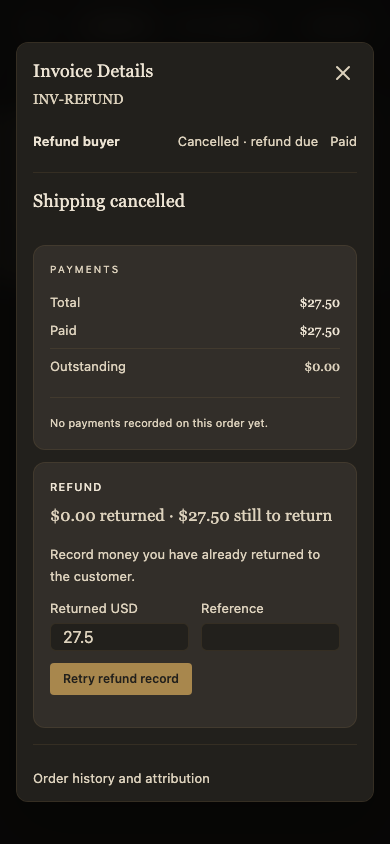 Invoice Details
INV-REFUND
Refund buyer Cancelled · refund due Paid
Shipping cancelled
PAYMENTS
Total $27.50
Paid $27.50
Outstanding $0.00
No payments recorded on this order yet.
REFUND
$0.00 returned · $27.50 still to return
Record money you have already returned to
the customer.
Returned USD Reference
27.5
Retry refund record
Order history and attribution